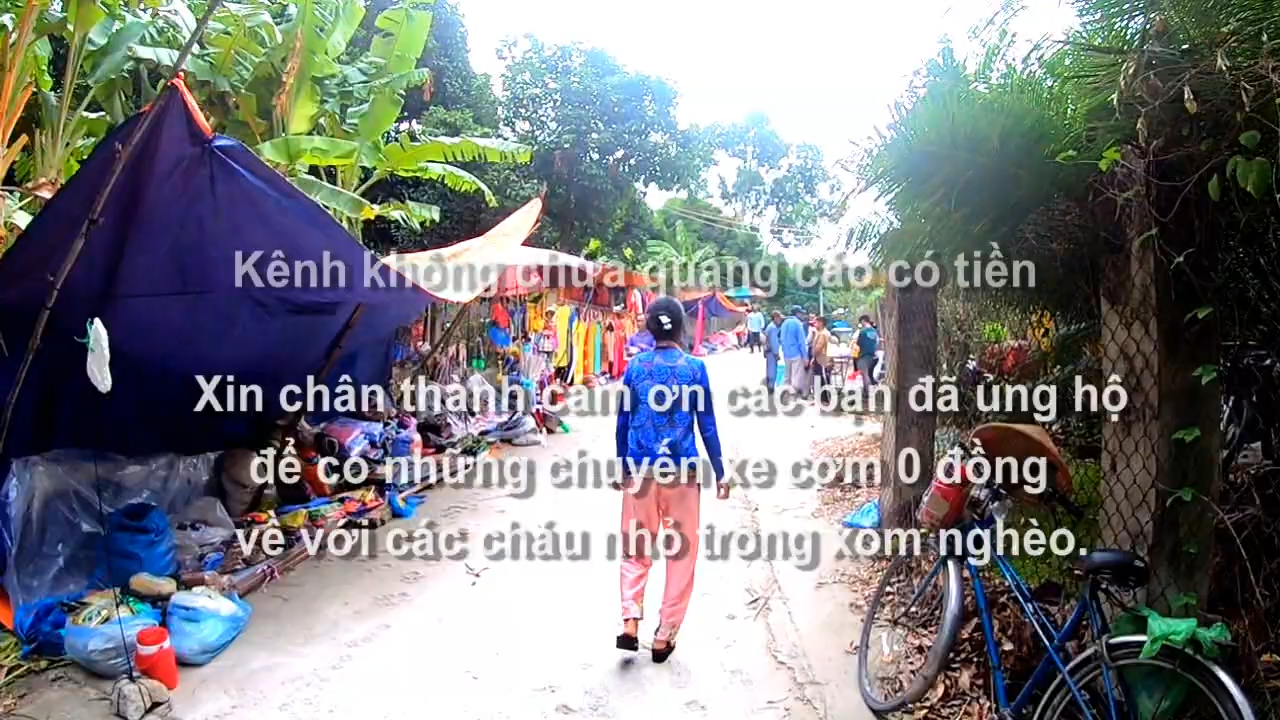 Kênh không chưa quảng cáo có tiền
Xin chân thành cảm ơn các bạn đã ủng hộ
để có những chuyến xe cơm 0 đồng
về với các cháu nhỏ trong xóm nghèo.